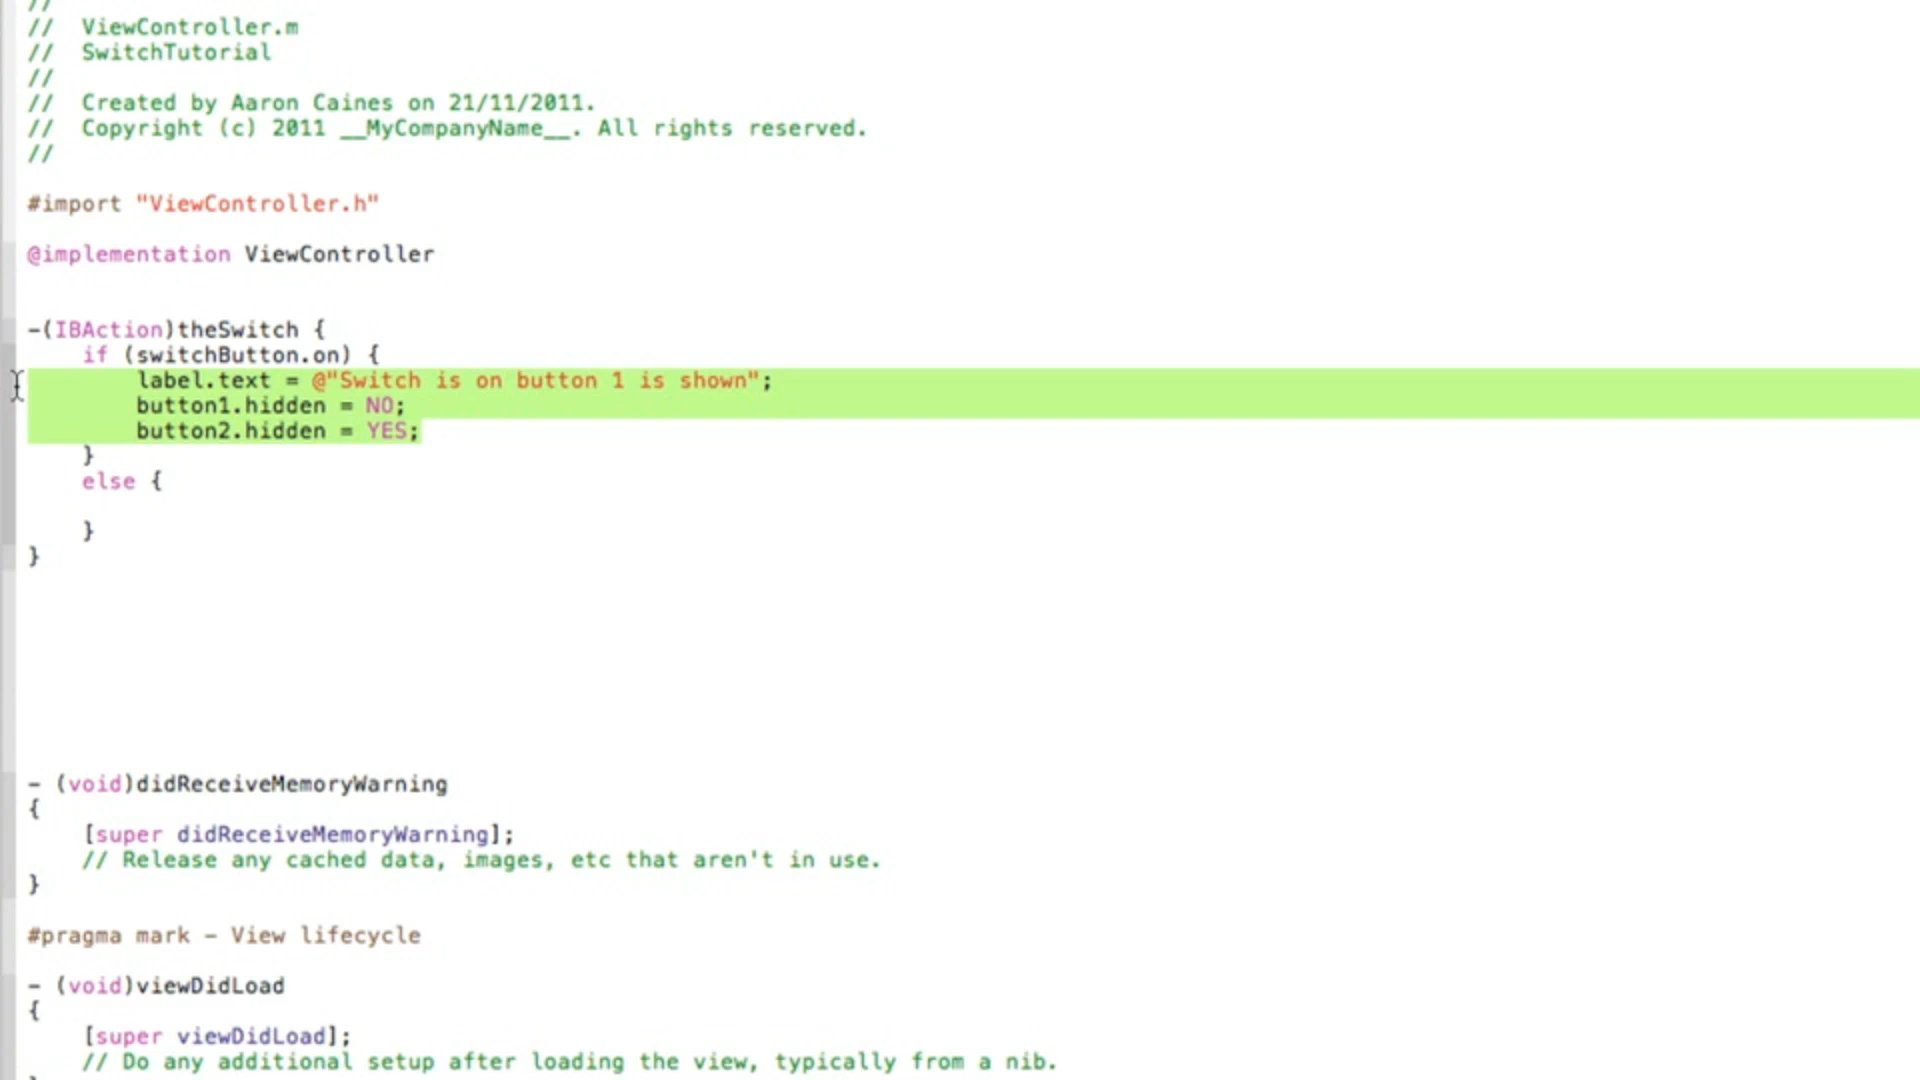 //
//  ViewController.m
//  SwitchTutorial
//
//  Created by Aaron Caines on 21/11/2011.
//  Copyright (c) 2011 __MyCompanyName__. All rights reserved.
//
#import "ViewController.h"
@implementation ViewController
-(IBAction)theSwitch {
    if (switchButton.on) {
        label.text = @"Switch is on button 1 is shown";
        button1.hidden = NO;
        button2.hidden = YES;
    }
    else {
    }
}
- (void)didReceiveMemoryWarning
{
    [super didReceiveMemoryWarning];
    // Release any cached data, images, etc that aren't in use.
}
#pragma mark - View lifecycle
- (void)viewDidLoad
{
    [super viewDidLoad];
    // Do any additional setup after loading the view, typically from a nib.